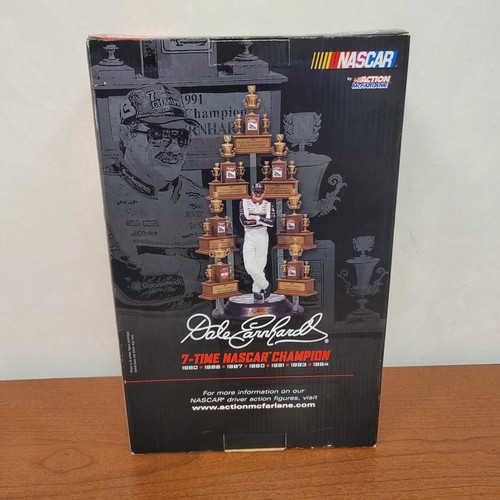 NASCAR
by ACTION
McFARLANE
1991
Champion
Dale Earnhardt®
7-TIME NASCAR® CHAMPION
1980 • 1986 • 1987 • 1990 • 1991 • 1993 • 1994
For more information on our
NASCAR® driver action figures, visit
www.actionmcfarlane.com